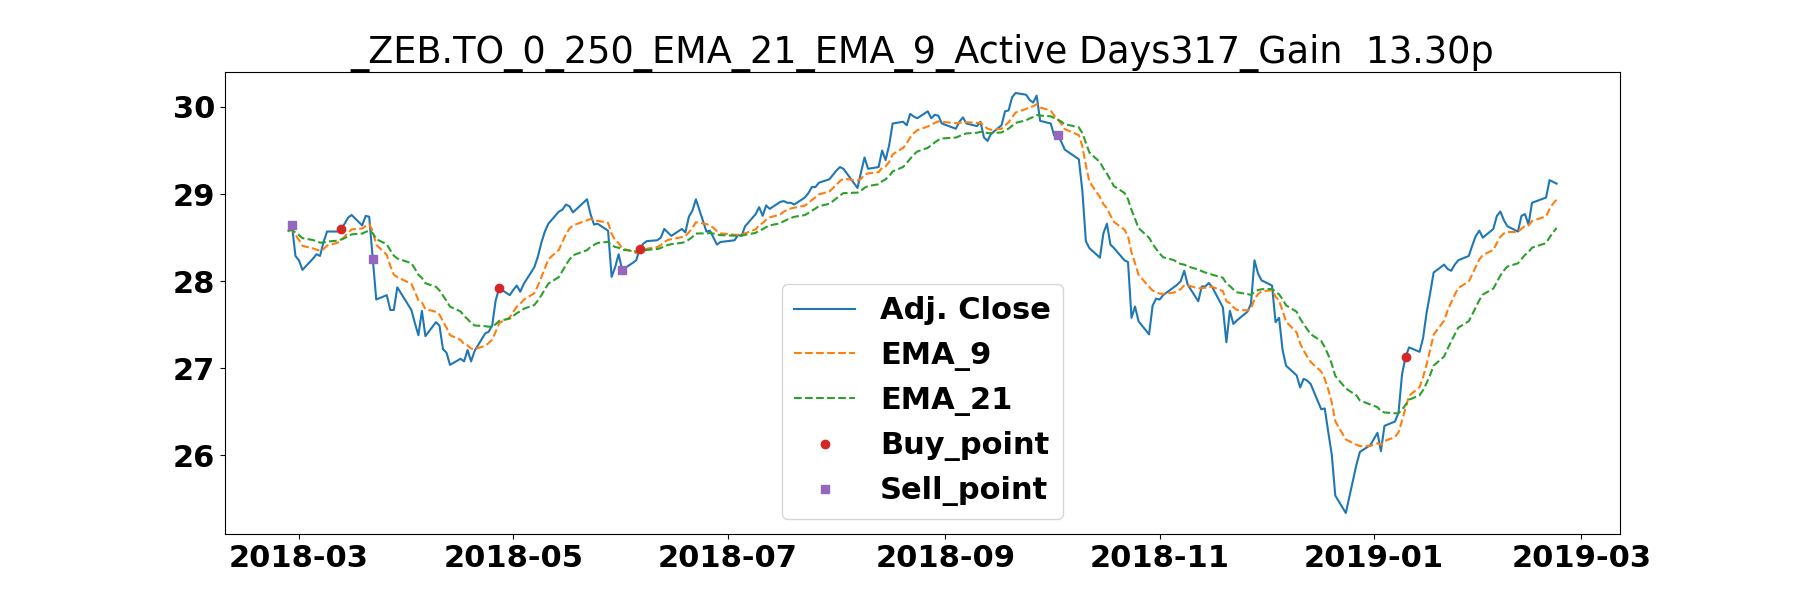 _ZEB.TO_0_250_EMA_21_EMA_9_Active Days317_Gain  13.30p
30
29
28
27
26
Adj. Close
EMA_9
EMA_21
Buy_point
Sell_point
2018-03 2018-05 2018-07 2018-09 2018-11 2019-01 2019-03